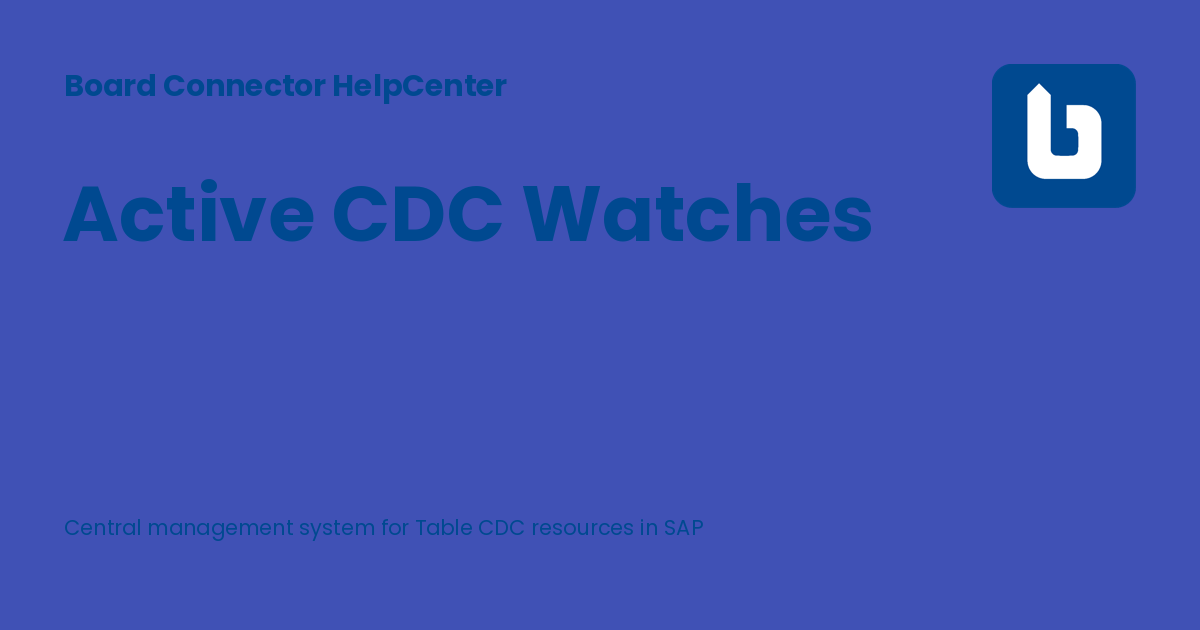 Board Connector HelpCenter
Active CDC Watches
Central management system for Table CDC resources in SAP